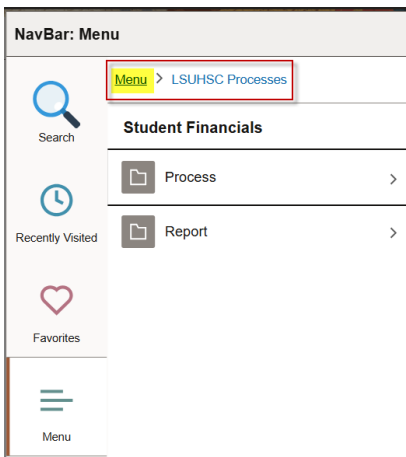 NavBar: Menu
Menu > LSUHSC Processes
Search
Student Financials
Process
Recently Visited
Report
Favorites
Menu